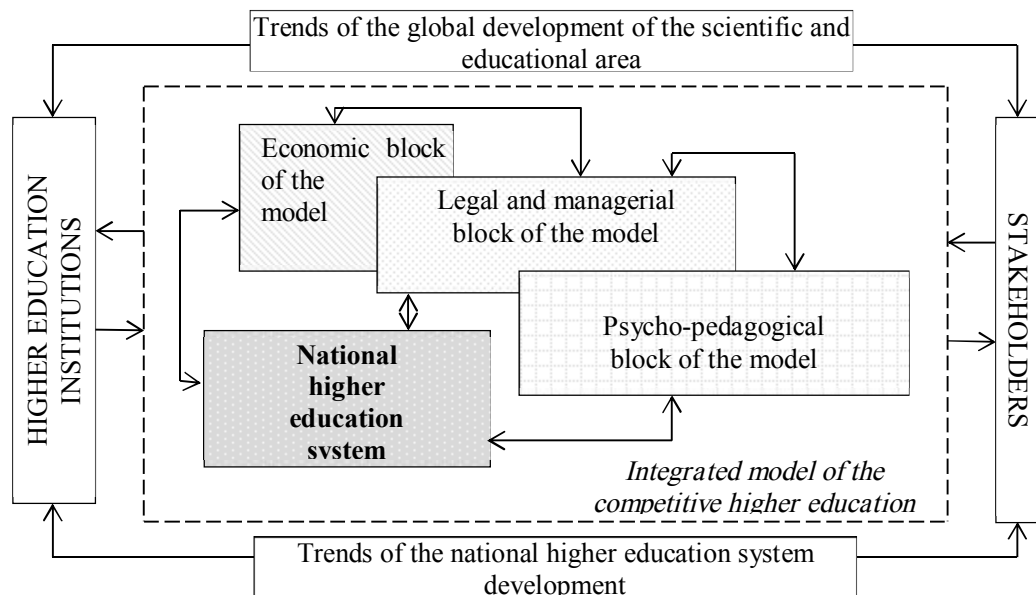 Trends of the global development of the scientific and
educational area
HIGHER EDUCATION
INSTITUTIONS
Economic block
of the
model
Legal and managerial
block of the model
Psycho-pedagogical
block of the model
National
higher
education
system
Integrated model of the
competitive higher education
STAKEHOLDERS
Trends of the national higher education system
development